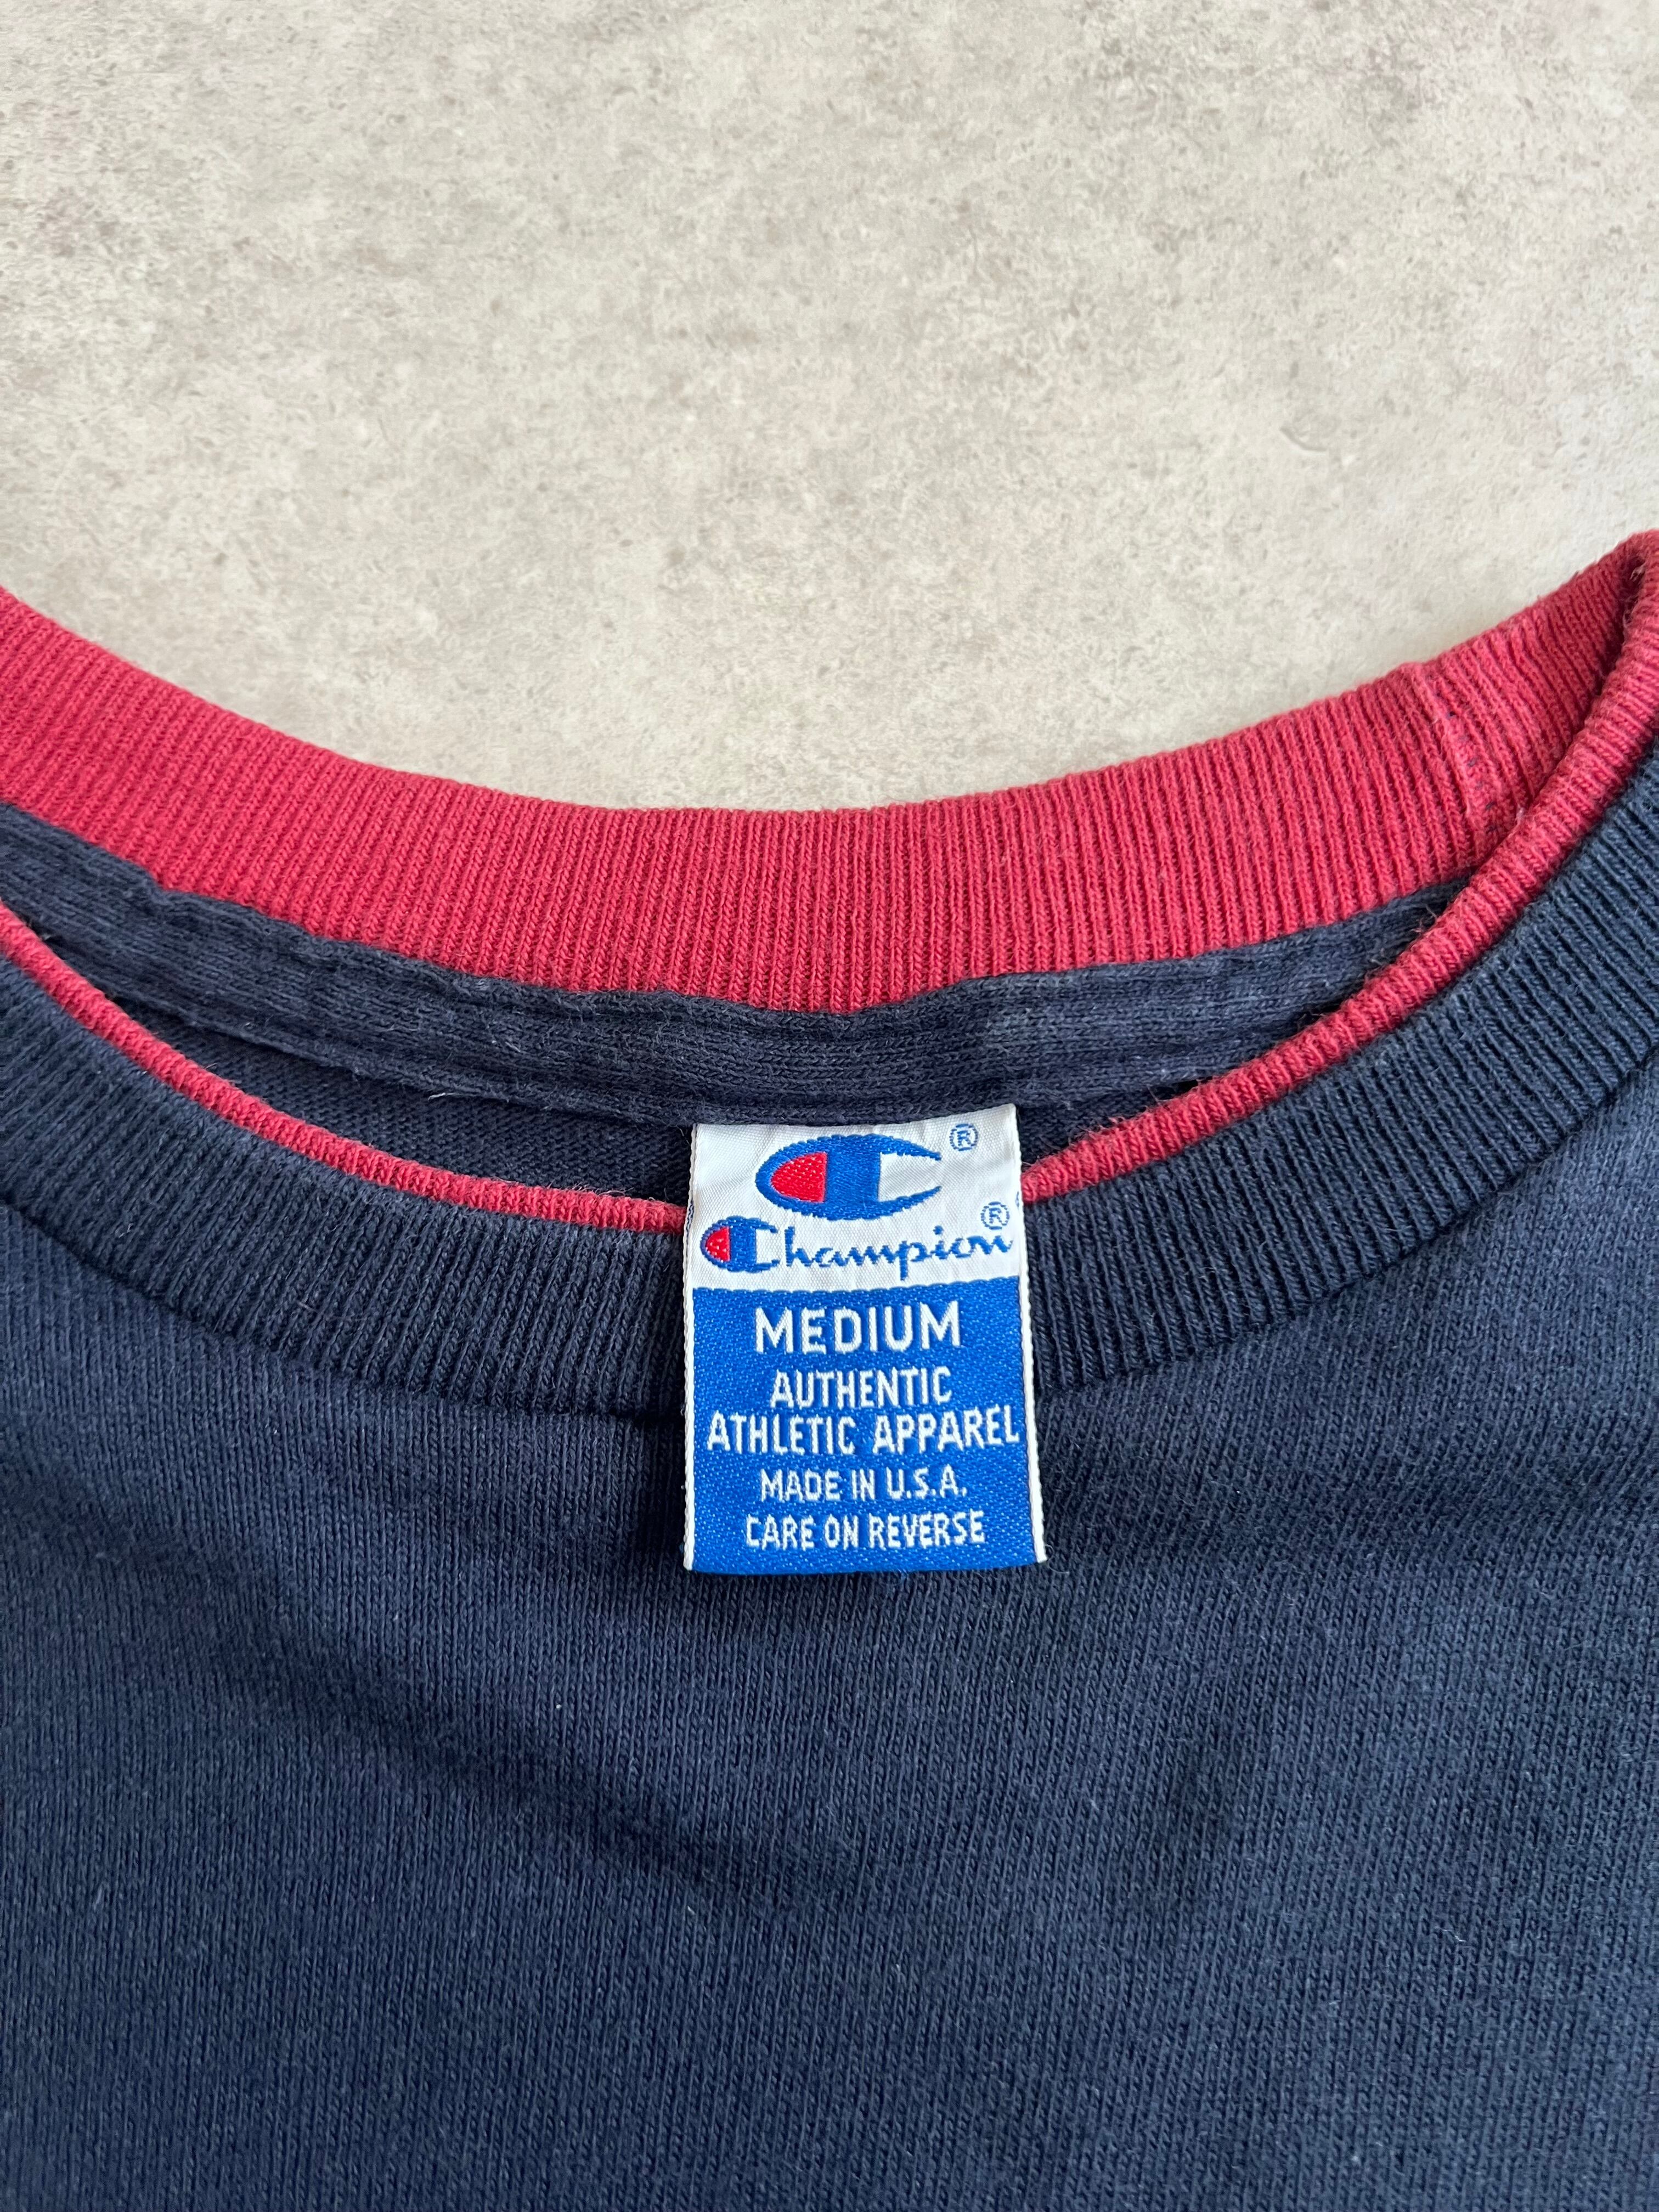 ®
Champion®
MEDIUM
AUTHENTIC
ATHLETIC APPAREL
MADE IN U.S.A.
CARE ON REVERSE